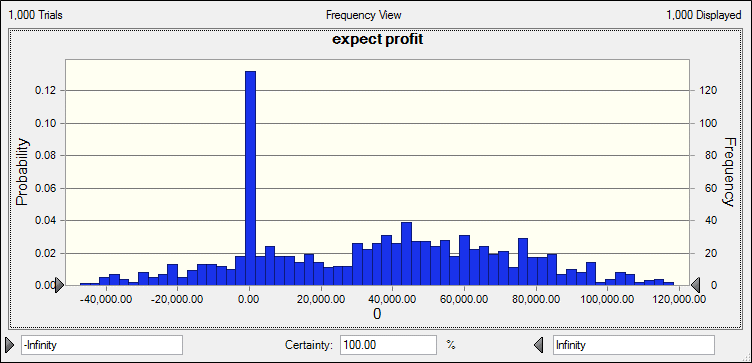 1,000 Trials Frequency View 1,000 Displayed
expect profit
0.12 120
0.10 100
0.08 80
0.06 60
0.04 40
0.02 20
0.00 0
Probability
Frequency
-40,000.00 -20,000.00 0.00 20,000.00 40,000.00 60,000.00 80,000.00 100,000.00 120,000.00
0
-Infinity Certainty: 100.00 % Infinity